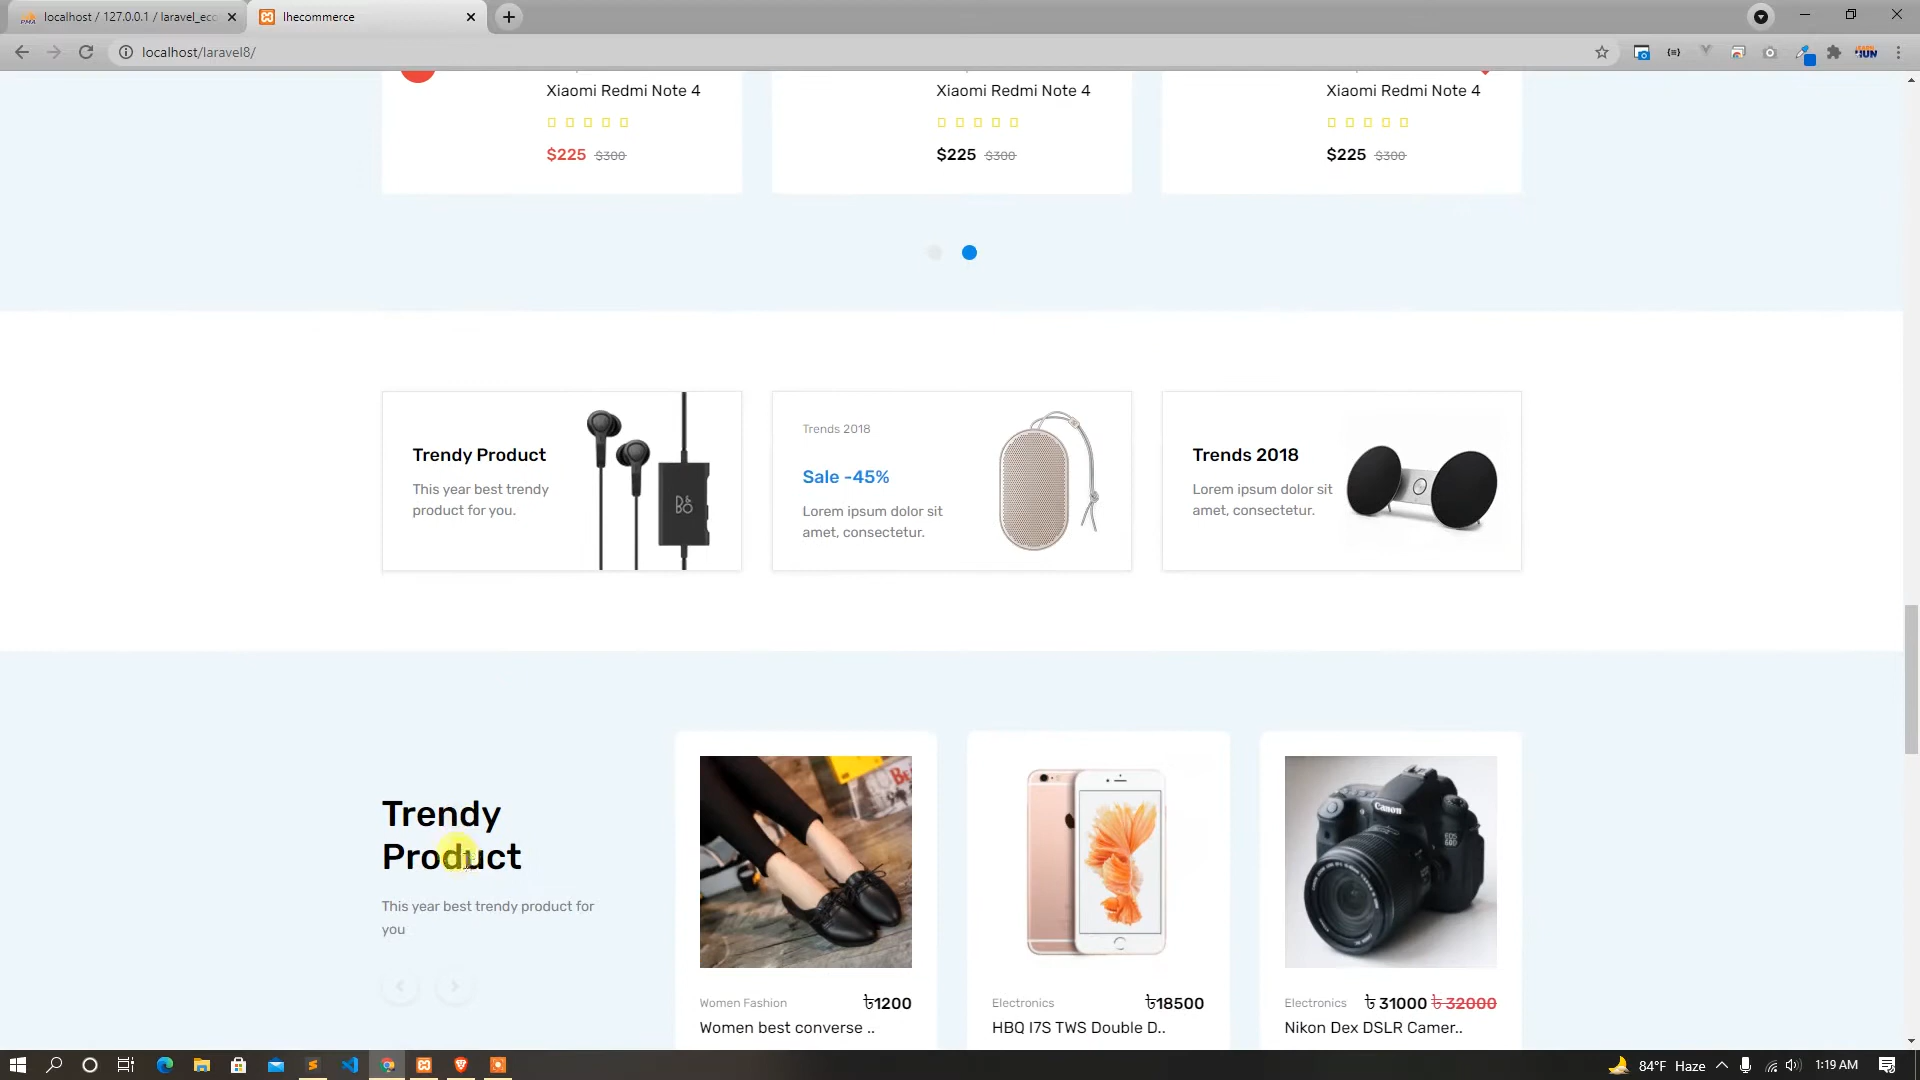 localhost / 127.0.0.1 / laravel_ecc
lhecommerce
localhost/laravel8/
Xiaomi Redmi Note 4
Xiaomi Redmi Note 4
Xiaomi Redmi Note 4
$225 $300
$225 $300
$225 $300
Trendy Product
This year best trendy
product for you.
B&O
Trends 2018
Sale -45%
Lorem ipsum dolor sit
amet, consectetur.
Trends 2018
Lorem ipsum dolor sit
amet, consectetur.
Trendy
Product
This year best trendy product for
you
Canon
Women Fashion ৳1200
Women best converse ..
Electronics ৳18500
HBQ I7S TWS Double D..
Electronics ৳ 31000 ৳ 32000
Nikon Dex DSLR Camer..
84°F Haze 1:19 AM